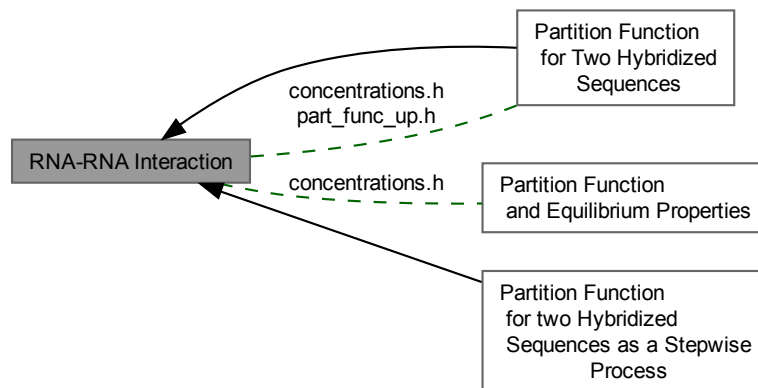 Partition Function
for Two Hybridized
Sequences
concentrations.h
part_func_up.h
RNA-RNA Interaction
concentrations.h
Partition Function
and Equilibrium Properties
Partition Function
for two Hybridized
Sequences as a Stepwise
Process